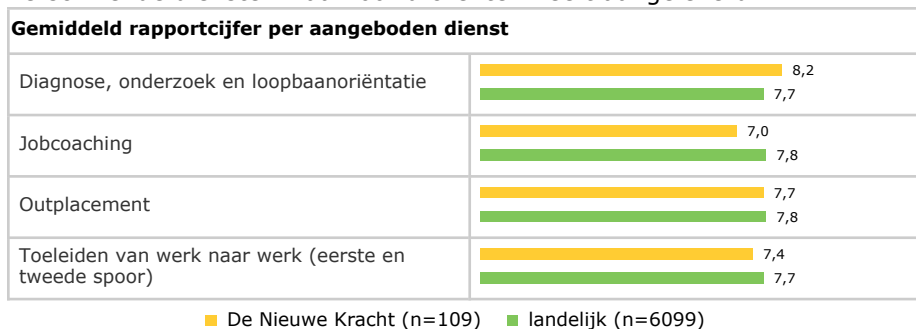 Gemiddeld rapportcijfer per aangeboden dienst
Diagnose, onderzoek en loopbaanoriëntatie
8,2
7,7
Jobcoaching
7,0
7,8
Outplacement
7,7
7,8
Toeleiden van werk naar werk (eerste en
tweede spoor)
7,4
7,7
De Nieuwe Kracht (n=109) landelijk (n=6099)